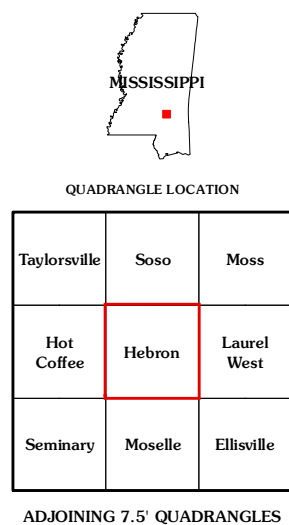 MISSISSIPPI
QUADRANGLE LOCATION
Taylorsville
Soso
Moss
Hot
Coffee
Hebron
Laurel
West
Seminary
Moselle
Ellisville
ADJOINING 7.5' QUADRANGLES